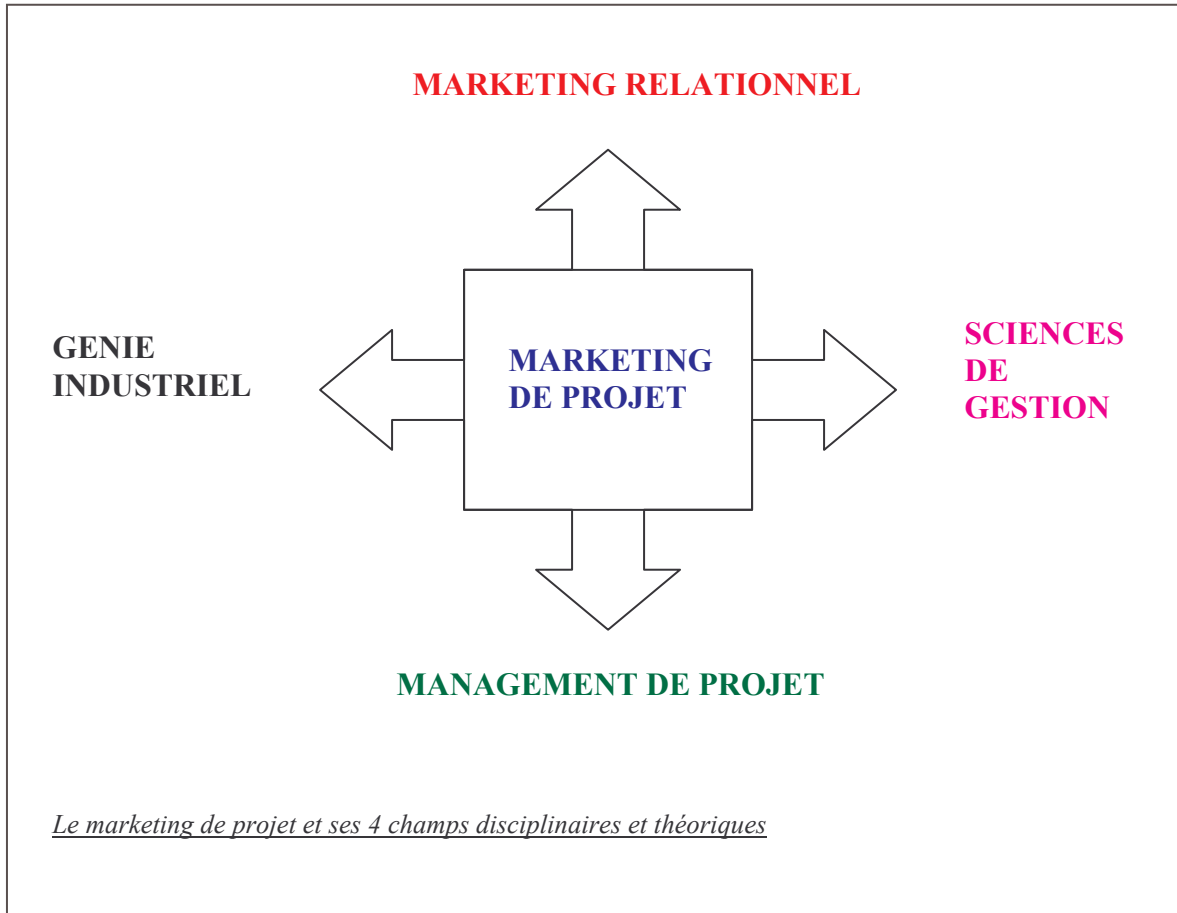 MARKETING RELATIONNEL
GENIE
INDUSTRIEL
MARKETING
DE PROJET
SCIENCES
DE
GESTION
MANAGEMENT DE PROJET
Le marketing de projet et ses 4 champs disciplinaires et théoriques